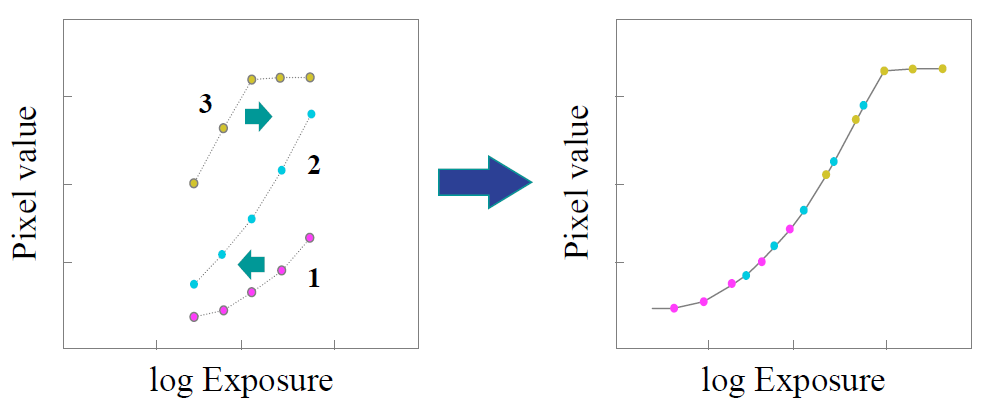 Pixel value
3
2
1
log Exposure
Pixel value
log Exposure